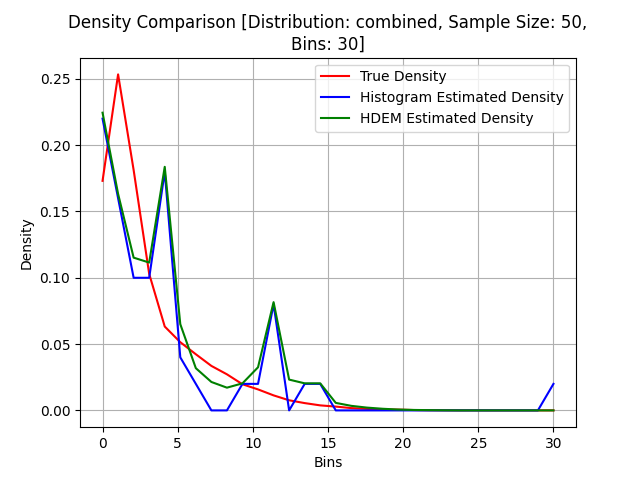 Density Comparison [Distribution: combined, Sample Size: 50,
Bins: 30]
True Density
Histogram Estimated Density
HDEM Estimated Density
0.25
0.20
0.15
0.10
0.05
0.00
Density
0 5 10 15 20 25 30
Bins